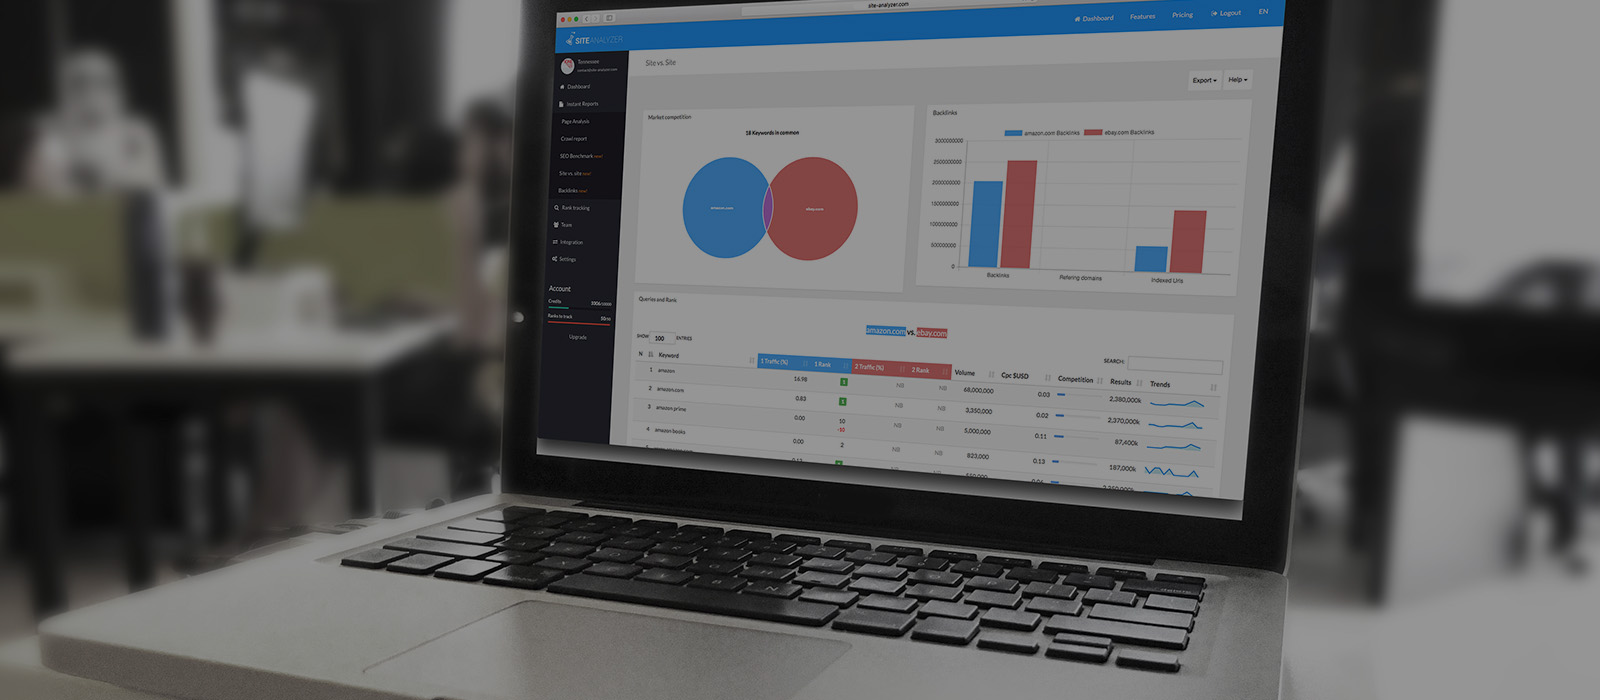 site-analyzer.com
SITEANALYZER
Dashboard Features Pricing Logout EN
Tennessee
Dashboard
Instant Reports
Page Analysis
Crawl report
SEO Benchmark new!
Site vs. site new!
Backlinks new!
Rank tracking
Team
Integration
Settings
Account
Credits
Ranks to track
Upgrade
Site vs. Site
Export Help
Market competition
18 Keywords in common
amazon.com ebay.com
Backlinks
amazon.com Backlinks ebay.com Backlinks
3000000000
2500000000
2000000000
1500000000
1000000000
500000000
0
Backlinks Refering domains Indexed Urls
Queries and Rank
amazon.com vs. ebay.com
SHOW 100 ENTRIES
SEARCH:
N Keyword 1 Traffic (%) 1 Rank 2 Traffic (%) 2 Rank Volume Cpc $USD Competition Results Trends
1 amazon 16.98 1 NB NB 68,000,000 0.03 2,380,000k
2 amazon.com 0.83 1 NB NB 3,350,000 0.02 2,370,000k
3 amazon prime 0.00 10 -10 NB NB 5,000,000 0.11 87,400k
4 amazon books 0.00 2 NB NB 823,000 0.13 187,000k